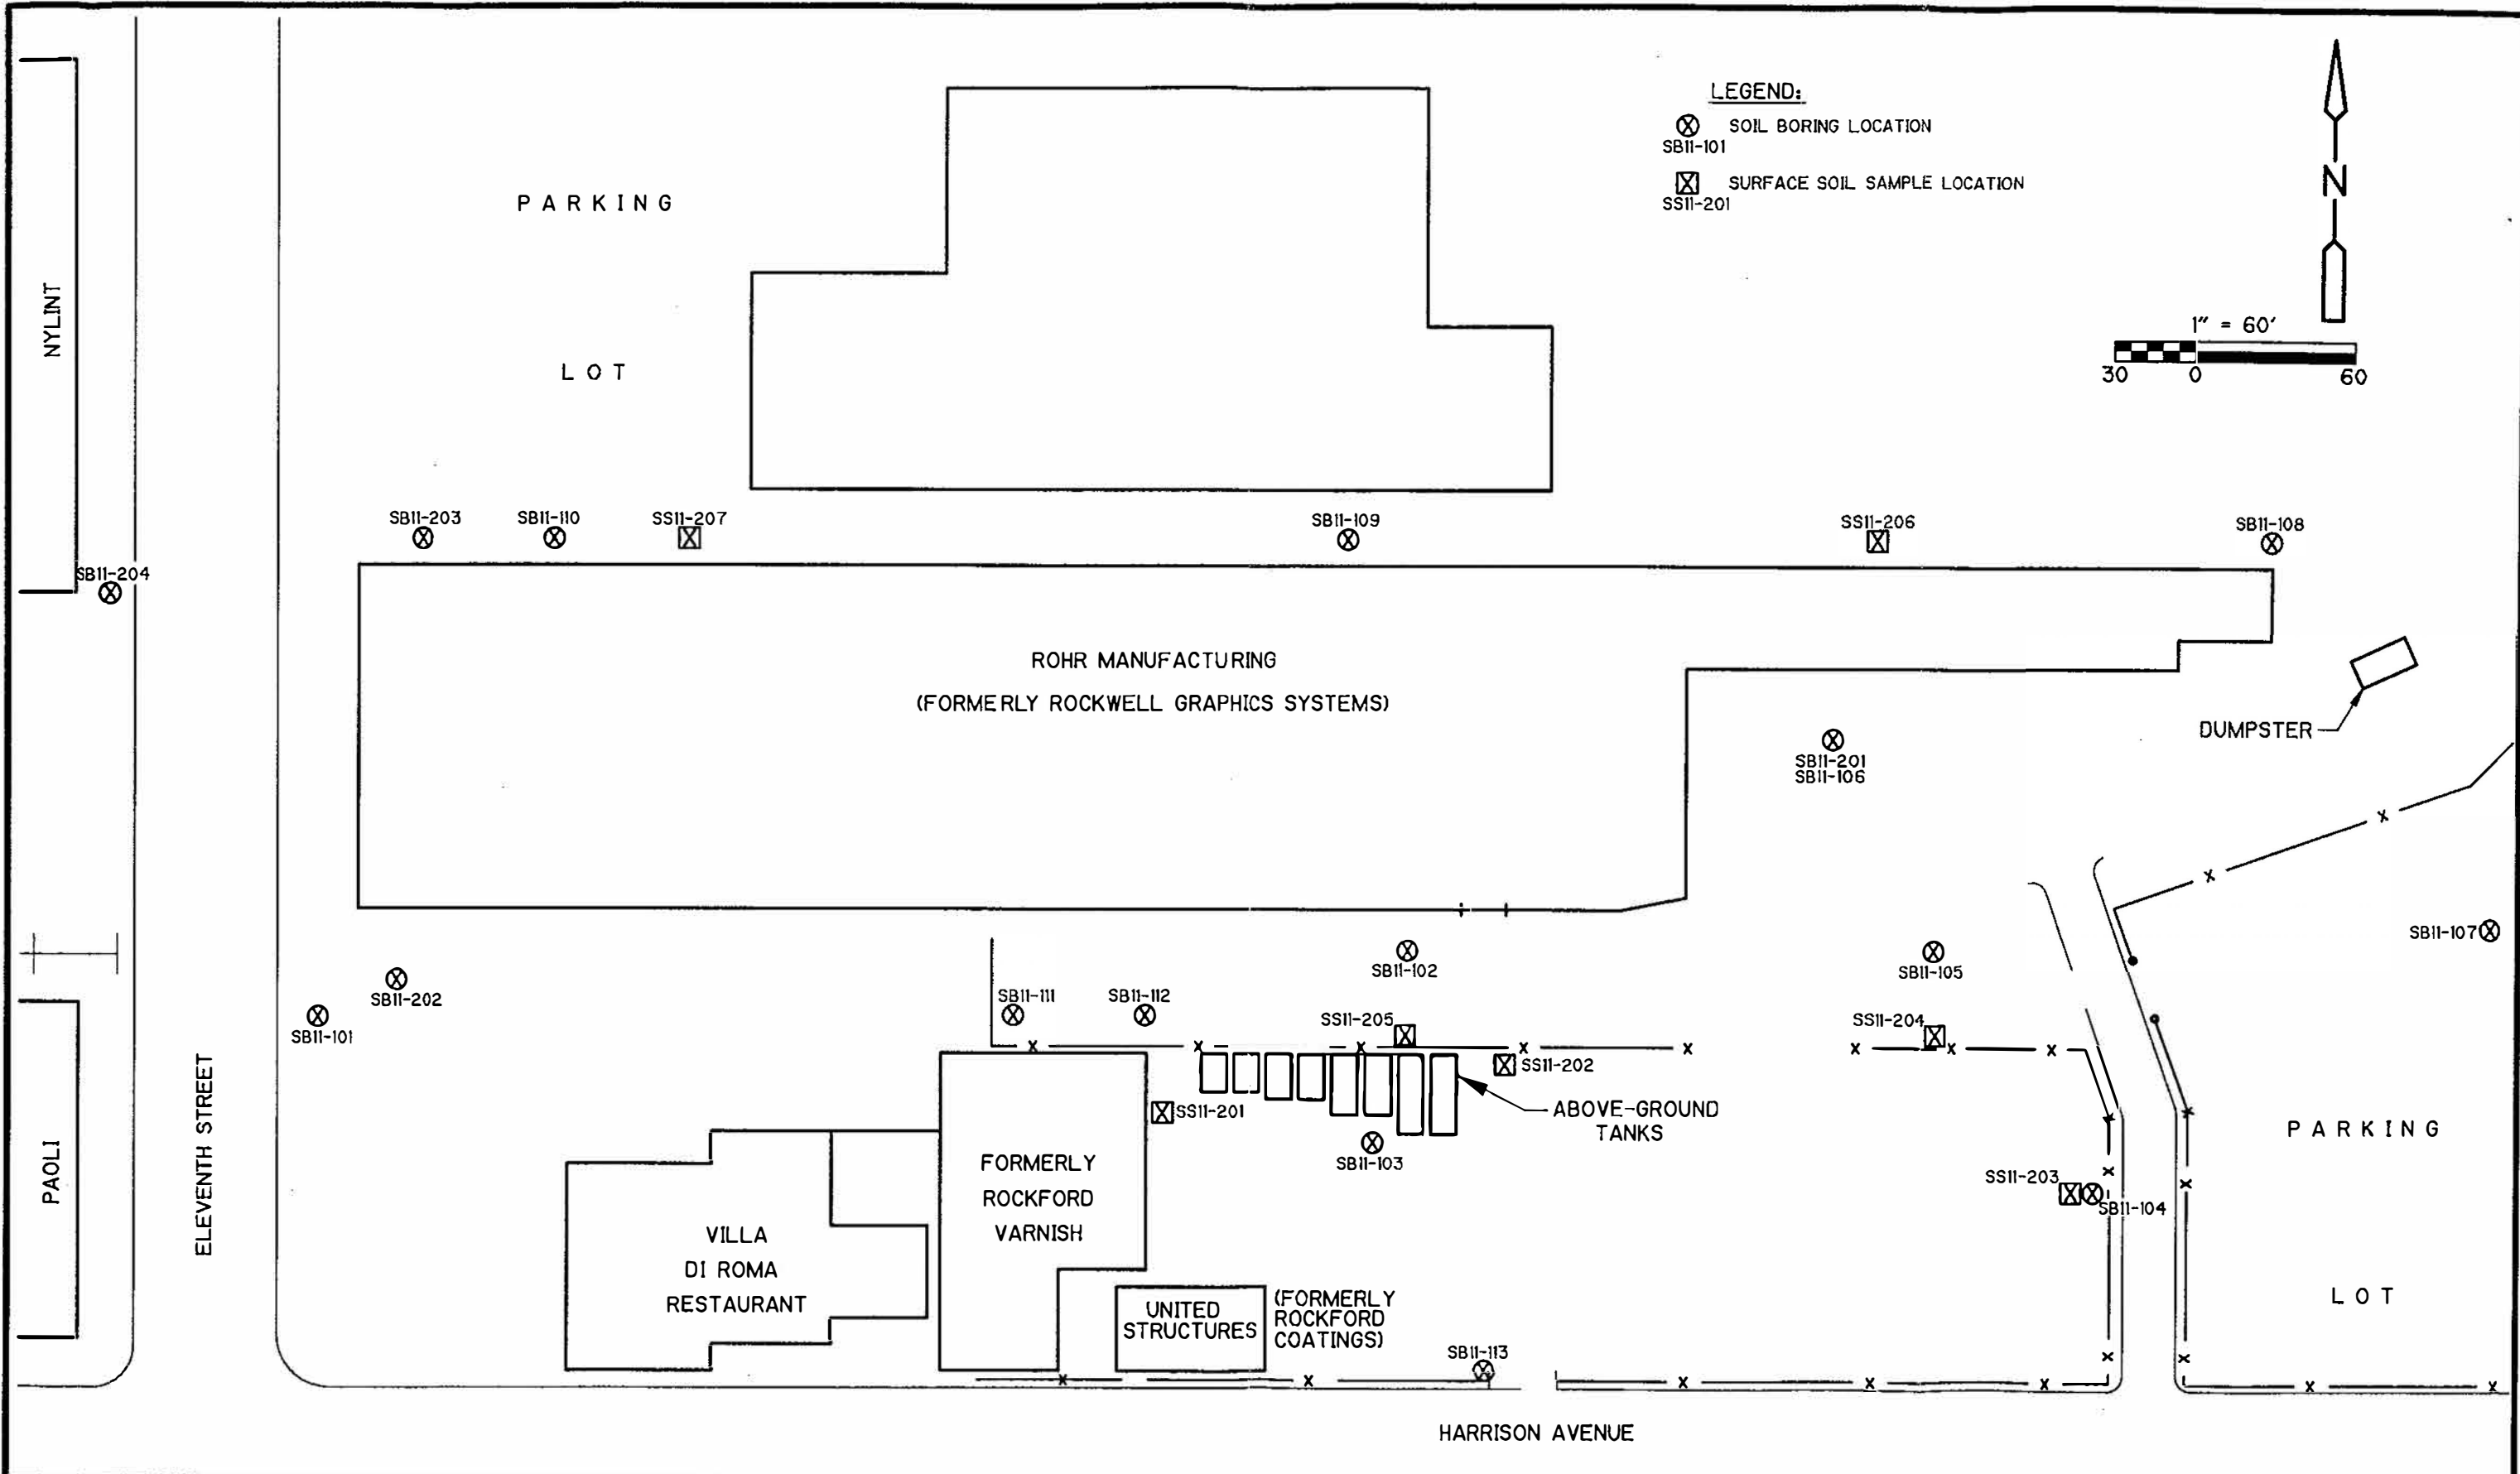 LEGEND:
SOIL BORING LOCATION
SB11-101
SURFACE SOIL SAMPLE LOCATION
SS11-201
N
1" = 60'
30 0 60
PARKING
LOT
NYLINT
SB11-203
SB11-110
SS11-207
SB11-109
SS11-206
SB11-108
SB11-204
ROHR MANUFACTURING
(FORMERLY ROCKWELL GRAPHICS SYSTEMS)
DUMPSTER
SB11-201
SB11-106
SB11-107
SB11-202
SB11-101
SB11-102
SB11-105
SB11-111
SB11-112
SS11-205
SS11-204
SS11-202
SS11-201
ABOVE-GROUND
TANKS
SB11-103
SS11-203
SB11-104
PARKING
LOT
PAOLI
ELEVENTH STREET
FORMERLY
ROCKFORD
VARNISH
VILLA
DI ROMA
RESTAURANT
UNITED
STRUCTURES
(FORMERLY
ROCKFORD
COATINGS)
SB11-113
HARRISON AVENUE